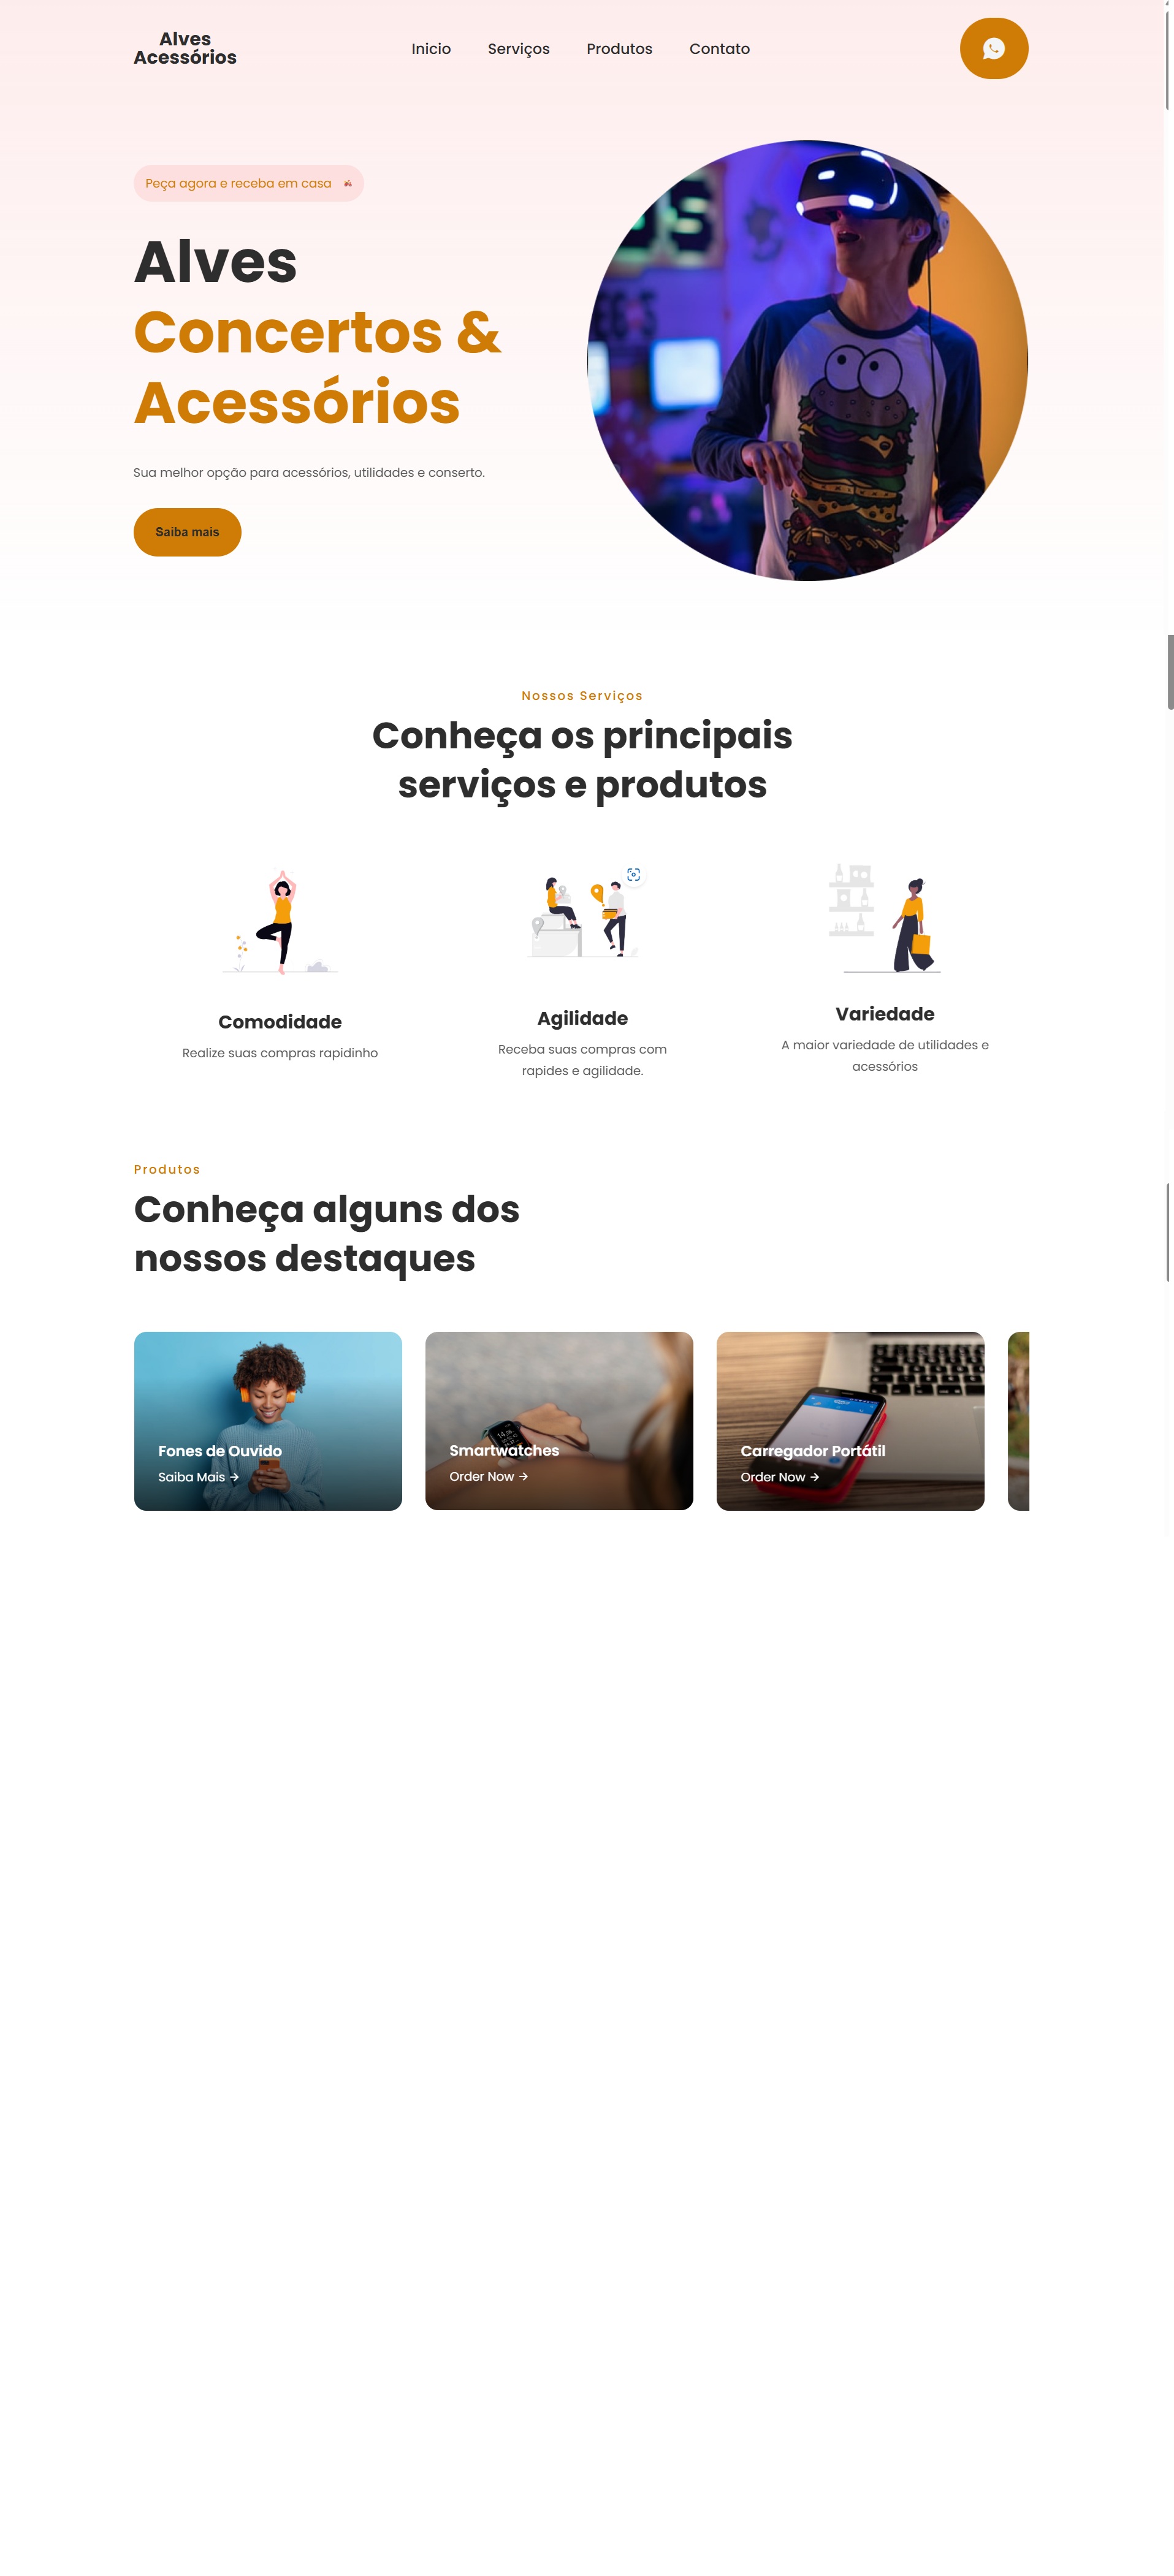 Alves
Acessórios
Inicio
Serviços
Produtos
Contato
Peça agora e receba em casa
Alves
Concertos &
Acessórios
Sua melhor opção para acessórios, utilidades e conserto.
Saiba mais
Nossos Serviços
Conheça os principais
serviços e produtos
Comodidade
Realize suas compras rapidinho
Agilidade
Receba suas compras com
rapides e agilidade.
Variedade
A maior variedade de utilidades e
acessórios
Produtos
Conheça alguns dos
nossos destaques
Fones de Ouvido
Saiba Mais →
Smartwatches
Order Now →
Carregador Portátil
Order Now →